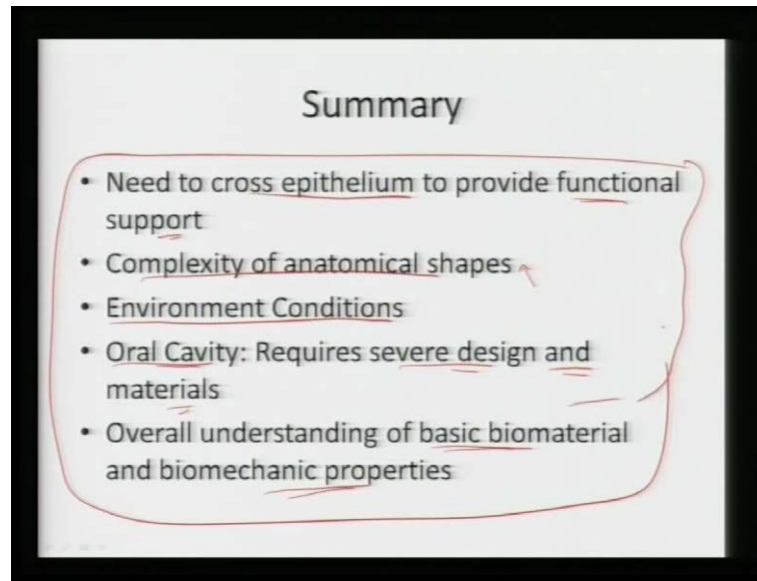 Summary
• Need to cross epithelium to provide functional
support
• Complexity of anatomical shapes
• Environment Conditions
• Oral Cavity: Requires severe design and
materials
• Overall understanding of basic biomaterial
and biomechanic properties